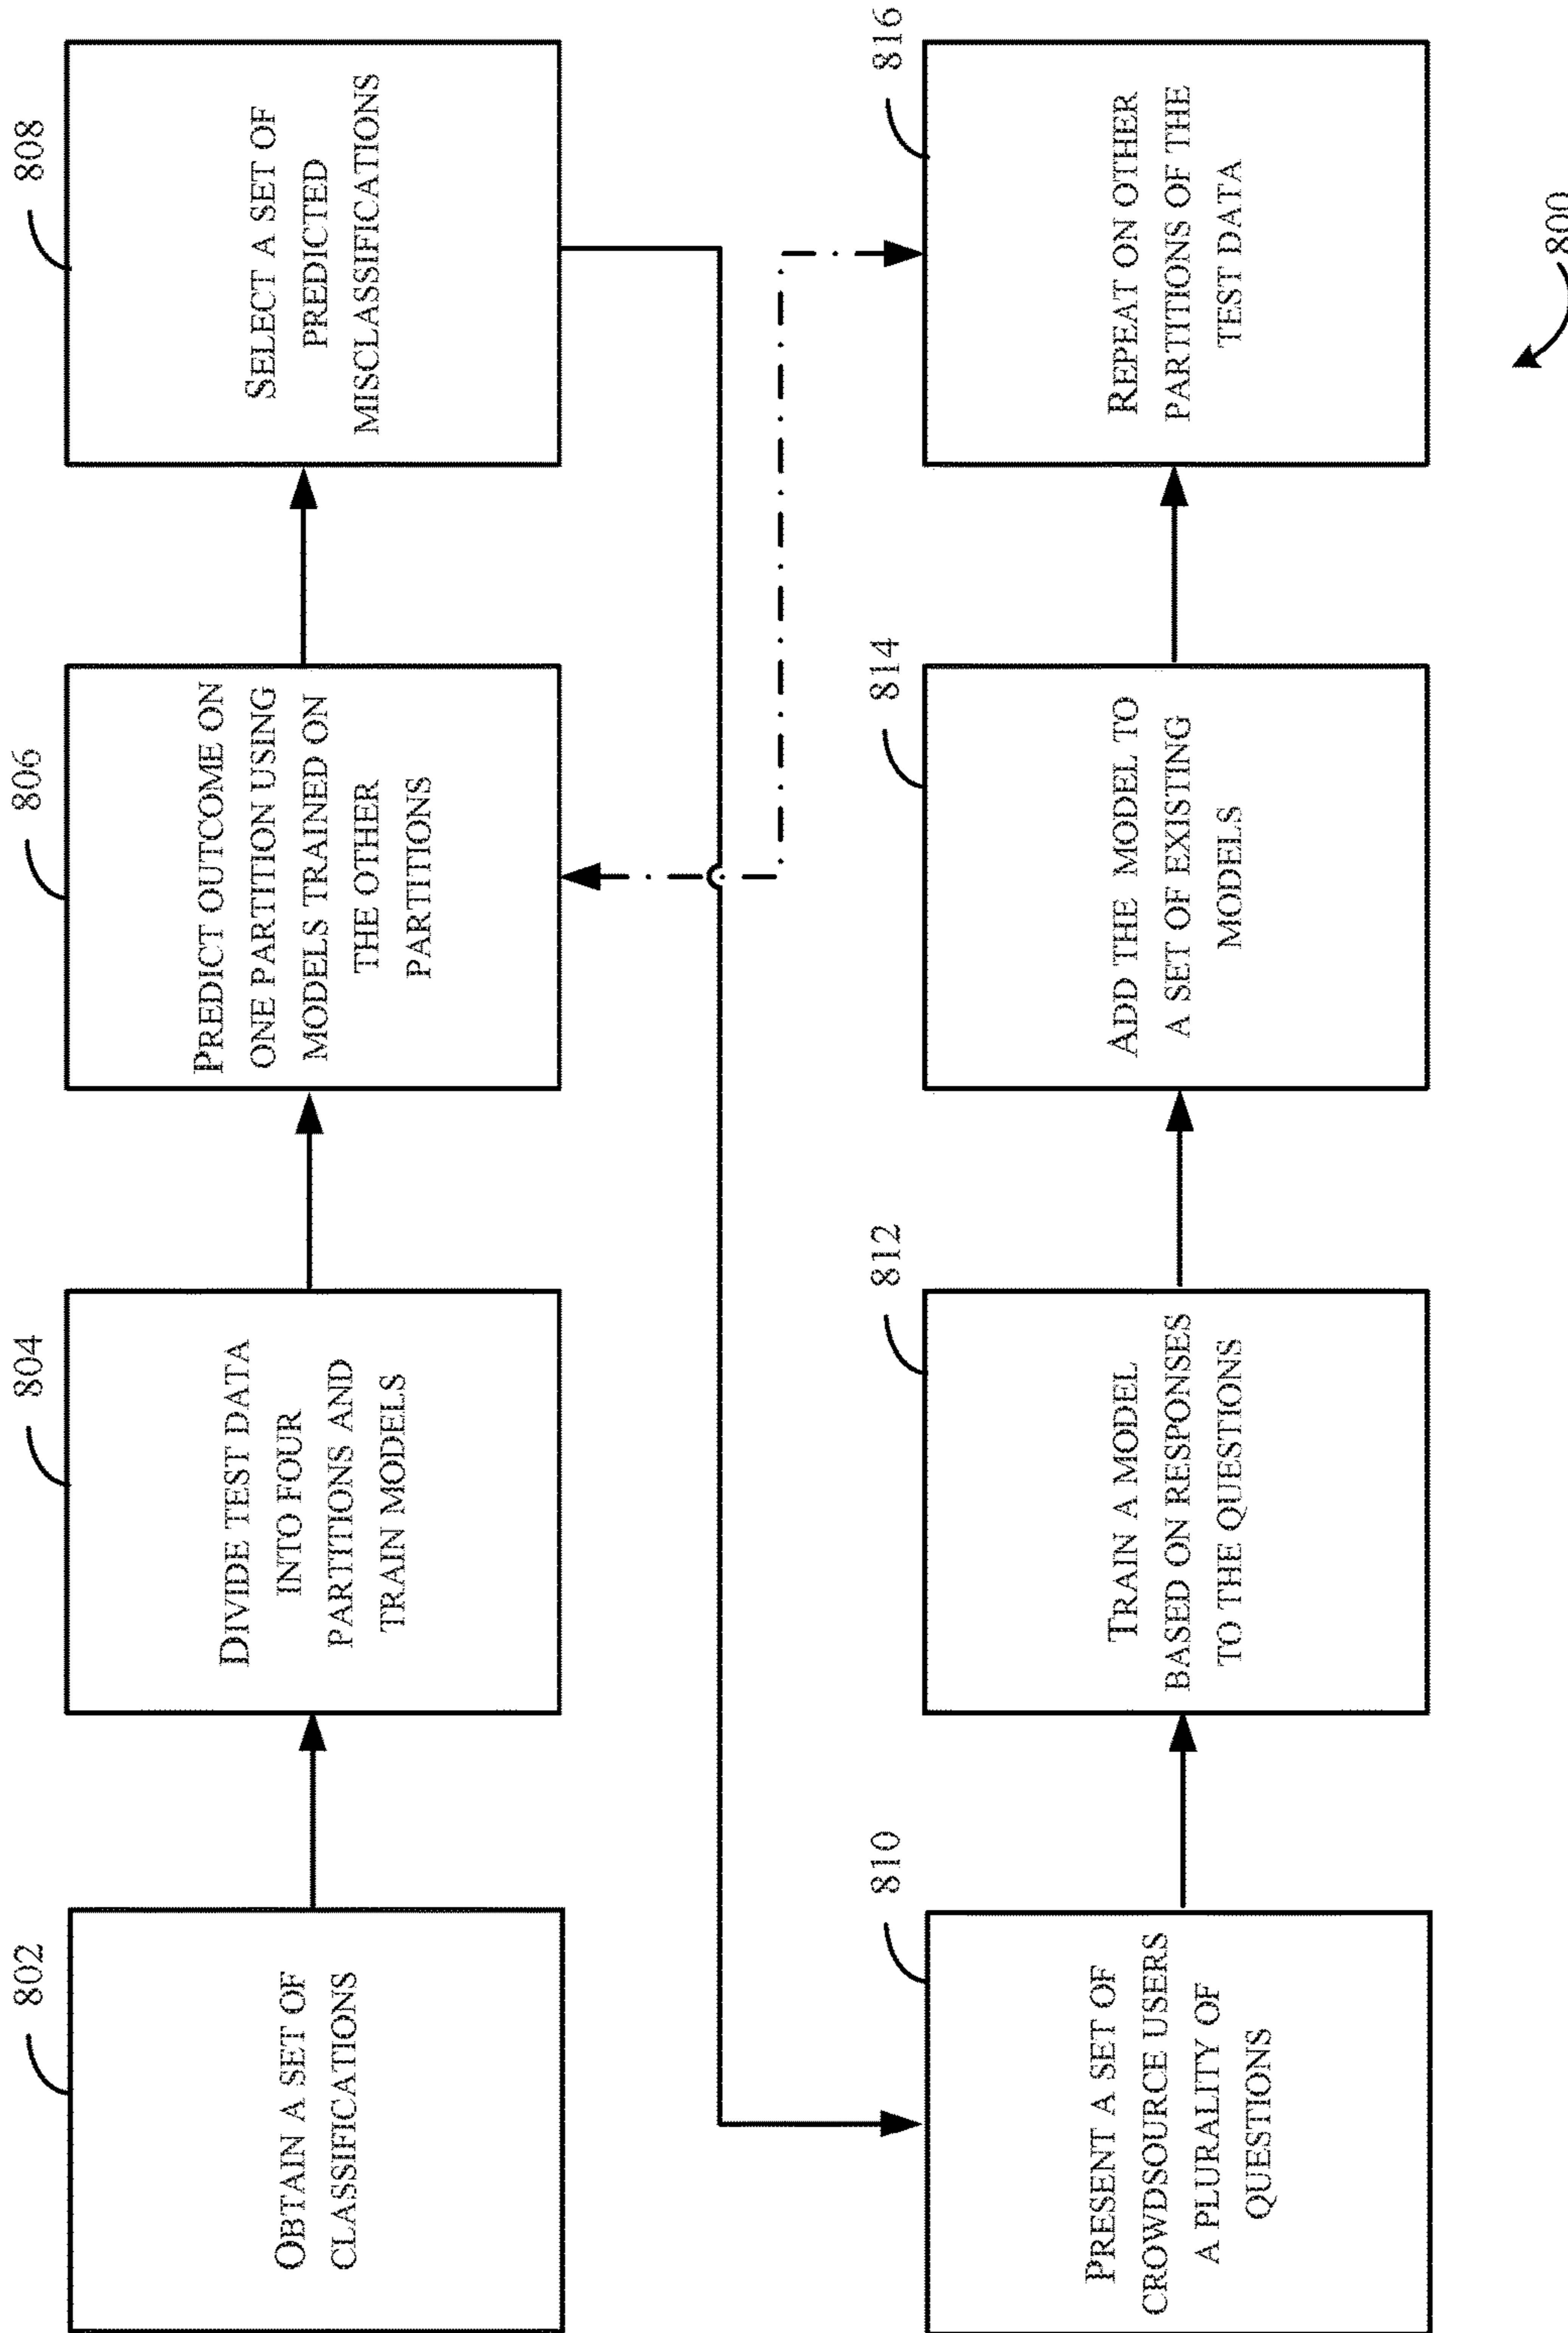 802
OBTAIN A SET OF
CLASSIFICATIONS
804
DIVIDE TEST DATA
INTO FOUR
PARTITIONS AND
TRAIN MODELS
806
PREDICT OUTCOME ON
ONE PARTITION USING
MODELS TRAINED ON
THE OTHER
PARTITIONS
808
SELECT A SET OF
PREDICTED
MISCLASSIFICATIONS
810
PRESENT A SET OF
CROWDSOURCE USERS
A PLURALITY OF
QUESTIONS
812
TRAIN A MODEL
BASED ON RESPONSES
TO THE QUESTIONS
814
ADD THE MODEL TO
A SET OF EXISTING
MODELS
816
REPEAT ON OTHER
PARTITIONS OF THE
TEST DATA
800